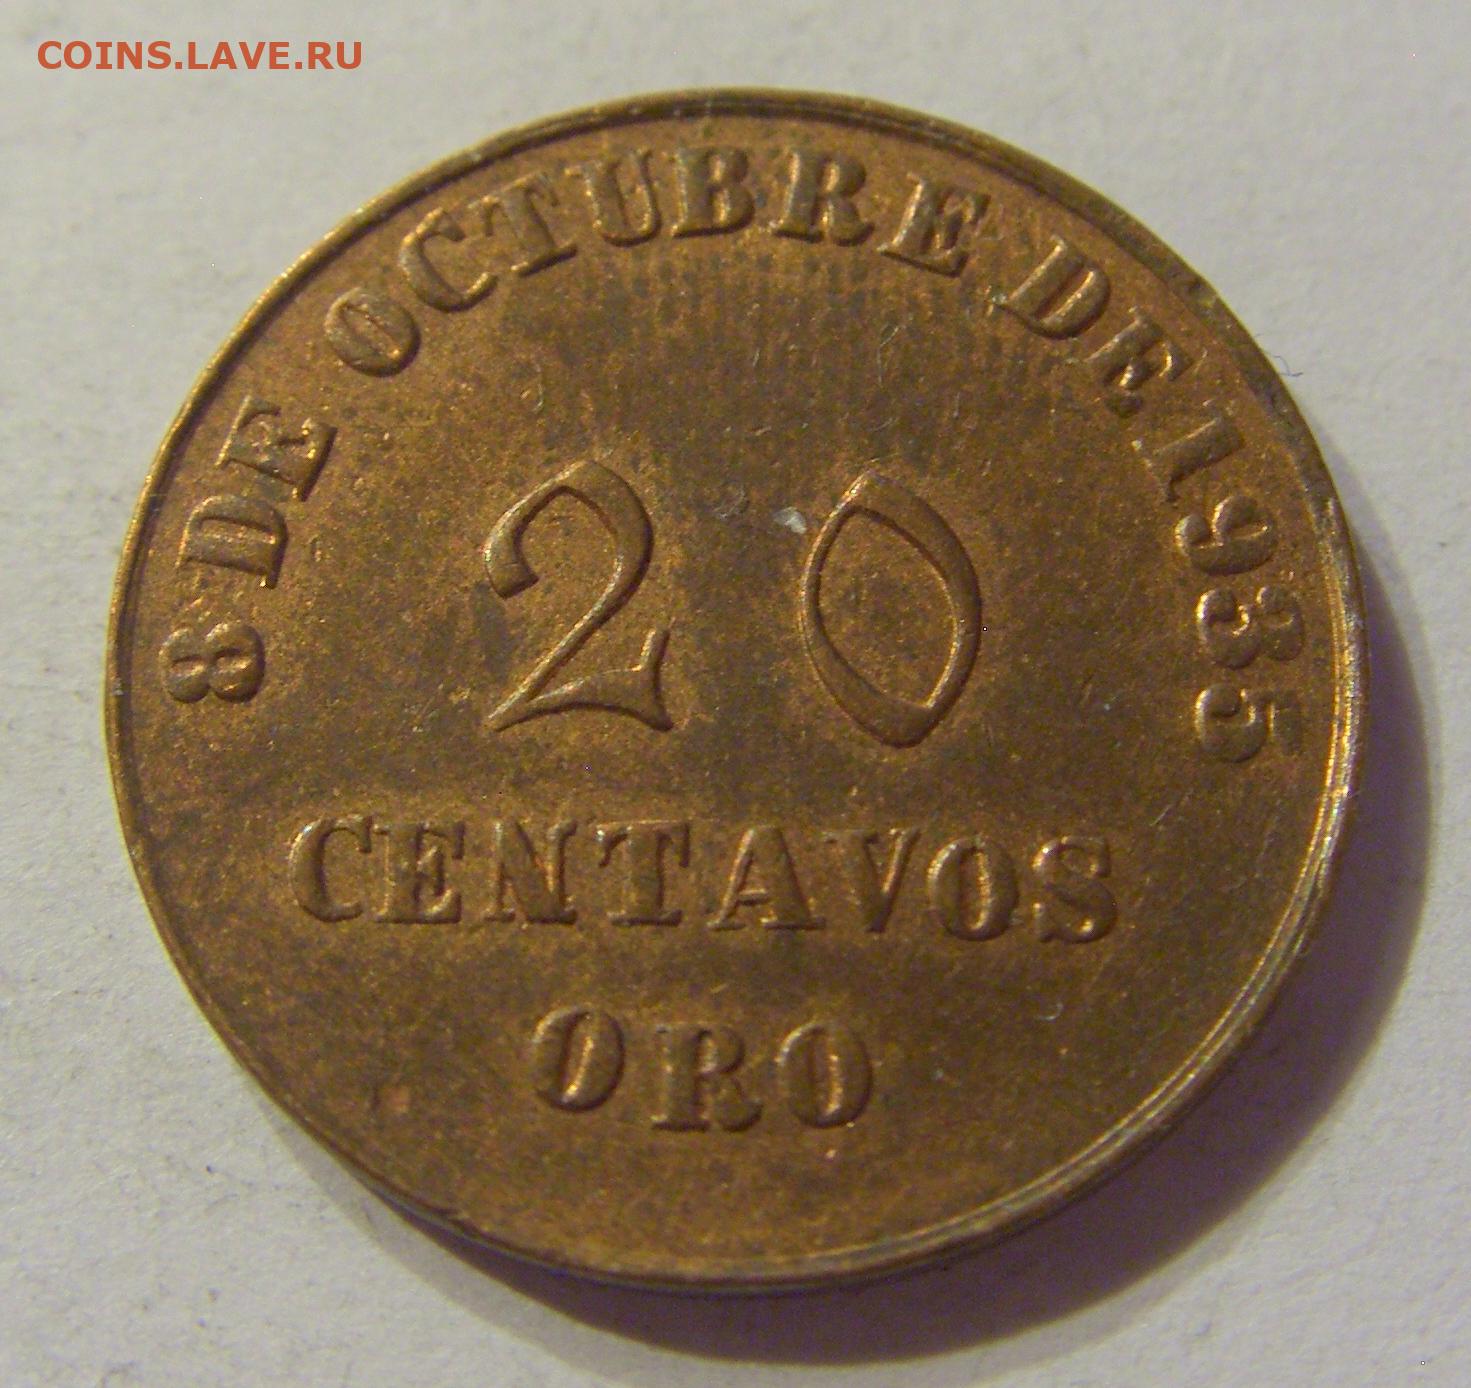 COINS.LAVE.RU
8 DE OCTUBRE DE 1935
20
CENTAVOS
ORO